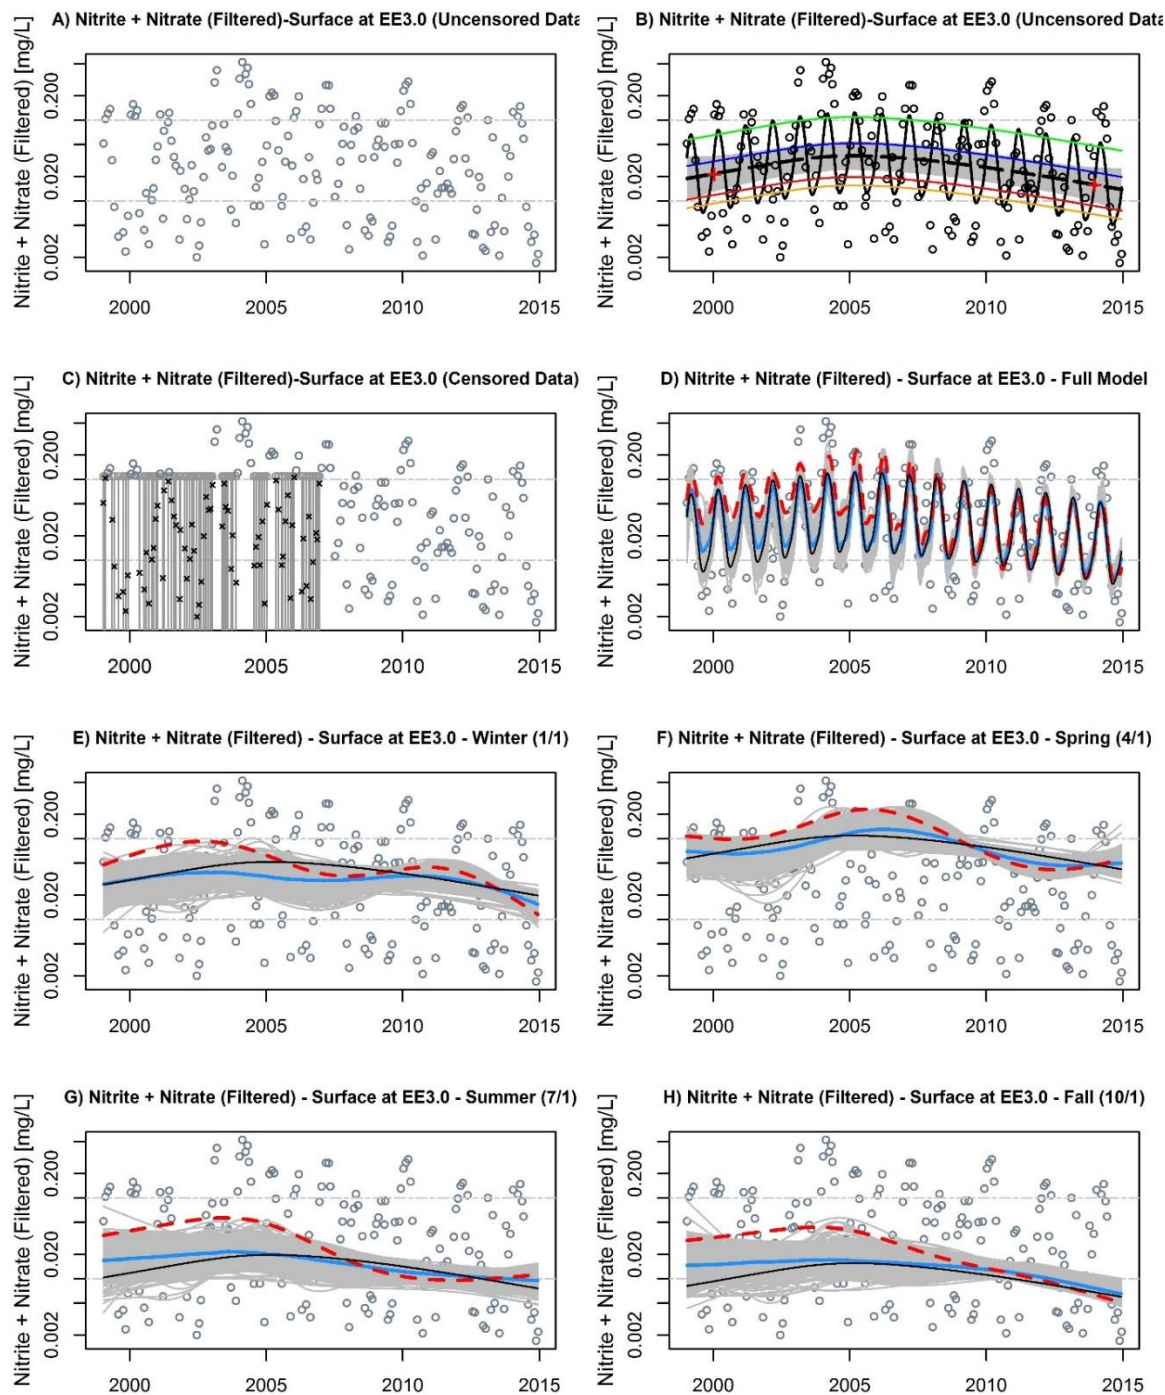 A) Nitrite + Nitrate (Filtered)-Surface at EE3.0 (Uncensored Data
Nitrite + Nitrate (Filtered) [mg/L]
0.200
0.020
0.002
2000 2005 2010 2015
B) Nitrite + Nitrate (Filtered)-Surface at EE3.0 (Uncensored Data
Nitrite + Nitrate (Filtered) [mg/L]
0.200
0.020
0.002
2000 2005 2010 2015
C) Nitrite + Nitrate (Filtered)-Surface at EE3.0 (Censored Data)
Nitrite + Nitrate (Filtered) [mg/L]
0.200
0.020
0.002
2000 2005 2010 2015
D) Nitrite + Nitrate (Filtered) - Surface at EE3.0 - Full Model
Nitrite + Nitrate (Filtered) [mg/L]
0.200
0.020
0.002
2000 2005 2010 2015
E) Nitrite + Nitrate (Filtered) - Surface at EE3.0 - Winter (1/1)
Nitrite + Nitrate (Filtered) [mg/L]
0.200
0.020
0.002
2000 2005 2010 2015
F) Nitrite + Nitrate (Filtered) - Surface at EE3.0 - Spring (4/1)
Nitrite + Nitrate (Filtered) [mg/L]
0.200
0.020
0.002
2000 2005 2010 2015
G) Nitrite + Nitrate (Filtered) - Surface at EE3.0 - Summer (7/1)
Nitrite + Nitrate (Filtered) [mg/L]
0.200
0.020
0.002
2000 2005 2010 2015
H) Nitrite + Nitrate (Filtered) - Surface at EE3.0 - Fall (10/1)
Nitrite + Nitrate (Filtered) [mg/L]
0.200
0.020
0.002
2000 2005 2010 2015